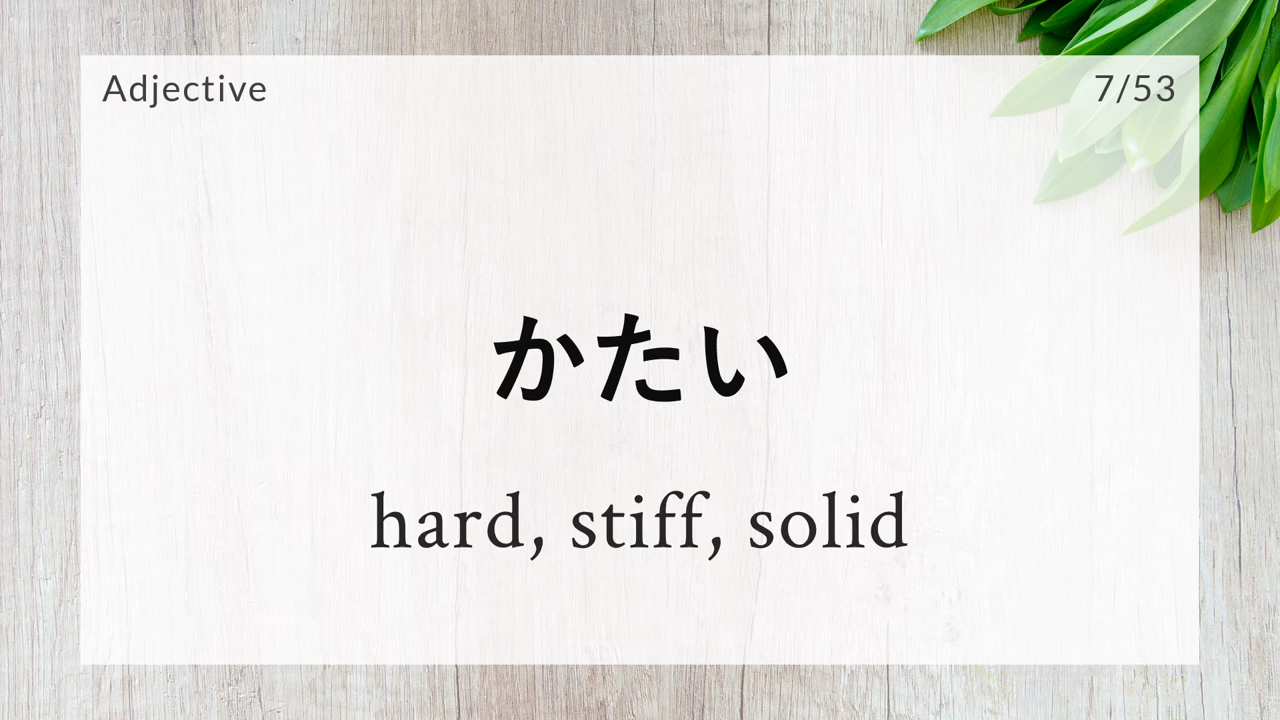 Adjective
7/53
かたい
hard, stiff, solid